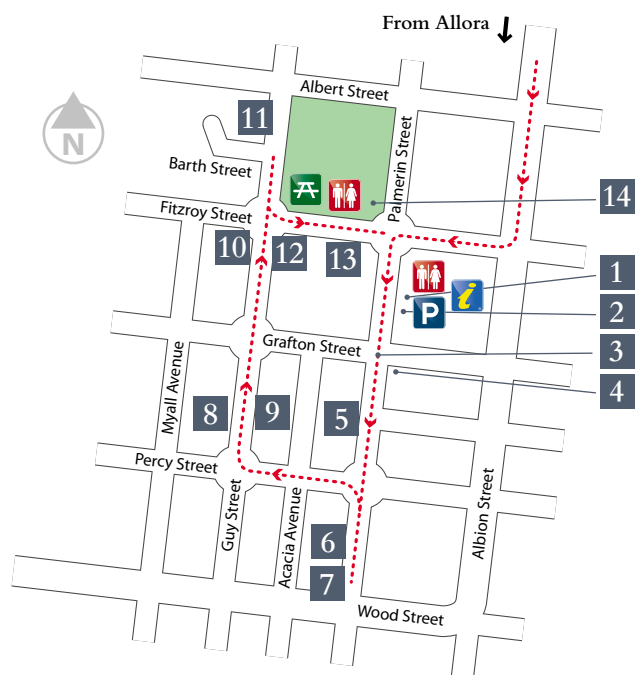 From Allora
Albert Street
11
N
Barth Street
Palmerin Street
14
Fitzroy Street
10
12
13
1
i
P
2
Grafton Street
3
Myall Avenue
4
8
9
5
Percy Street
Guy Street
Acacia Avenue
Albion Street
6
7
Wood Street